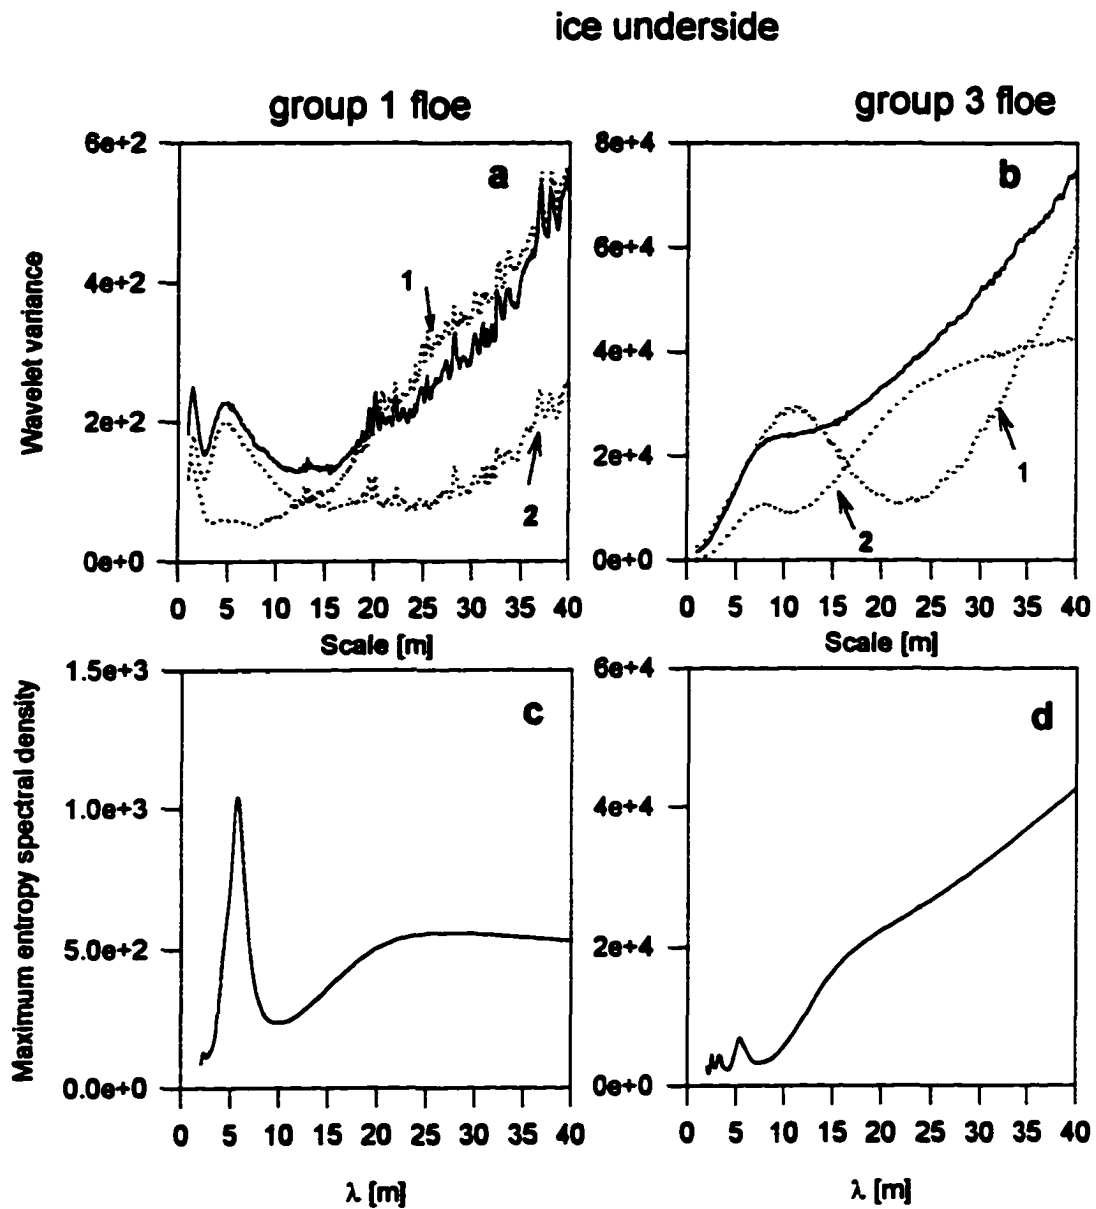 ice underside
group 1 floe
group 3 floe
Wavelet variance
6e+2
4e+2
2e+2
0e+0
a
1
2
0 5 10 15 20 25 30 35 40
Scale [m]
8e+4
6e+4
4e+4
2e+4
0e+0
b
1
2
0 5 10 15 20 25 30 35 40
Scale [m]
Maximum entropy spectral density
1.5e+3
1.0e+3
5.0e+2
0.0e+0
c
0 5 10 15 20 25 30 35 40
λ [m]
6e+4
4e+4
2e+4
0e+0
d
0 5 10 15 20 25 30 35 40
λ [m]